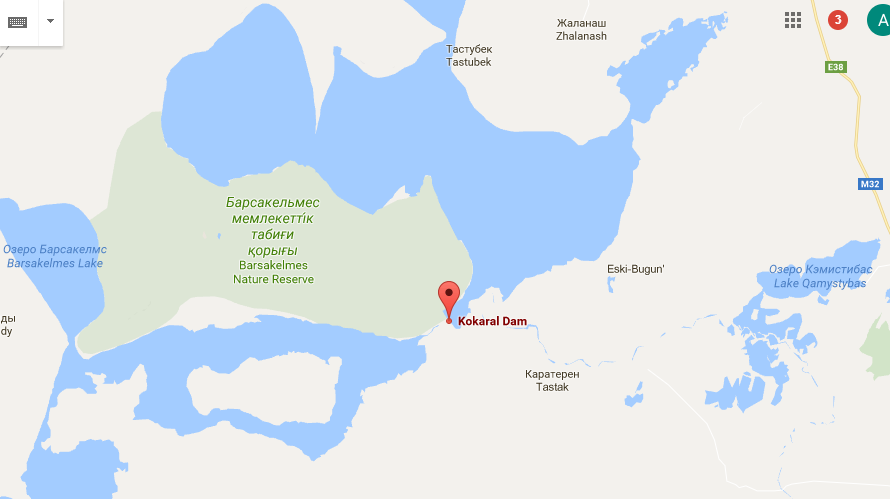 3
A
Жаланаш
Zhalanash
Тастубек
Tastubek
E38
M32
Барсакельмес
мемлекеттік
табиғи
қорығы
Barsakelmes
Nature Reserve
Озеро Барсакелмс
Barsakelmes Lake
Eski-Bugun'
Озеро Кэмистибас
Lake Qamystybas
ды
dy
Kokaral Dam
Каратерен
Tastak